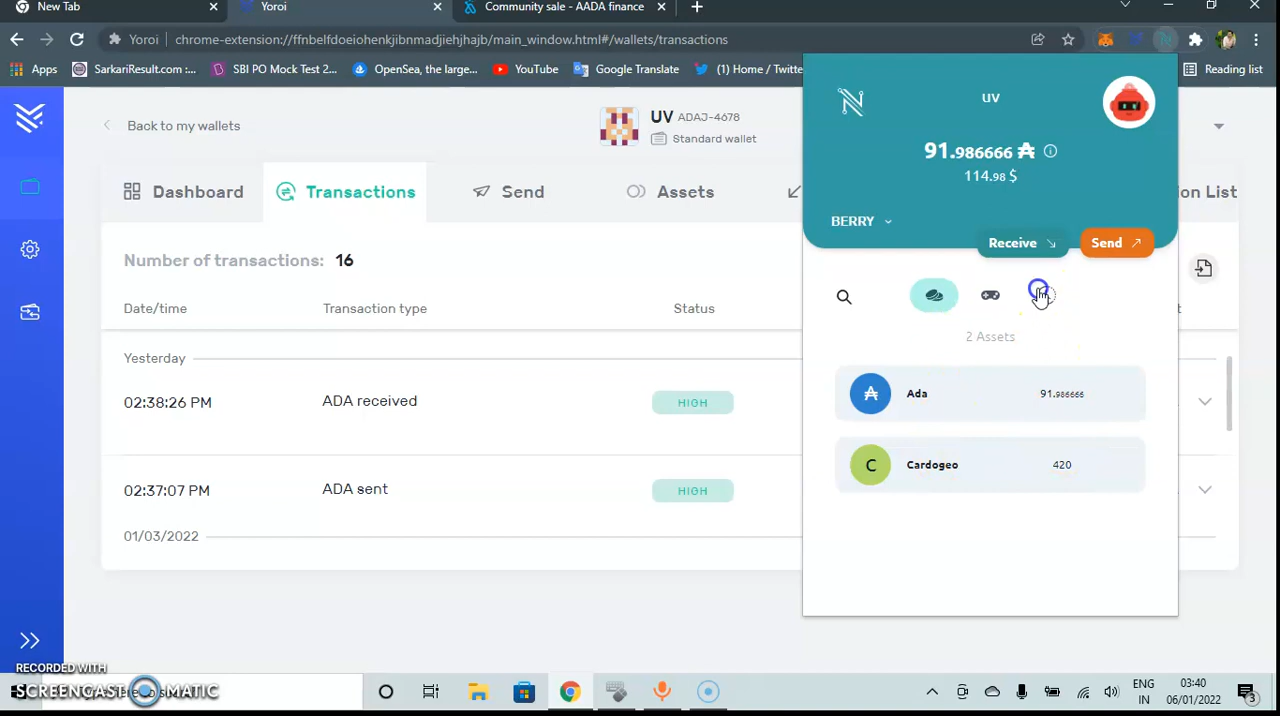 New Tab
Yoroi
Community sale - AADA finance
Yoroi
chrome-extension://ffnbelfdoeiohenkjibnmadjiehjhajb/main_window.html#/wallets/transactions
Apps
SarkariResult.com :...
SBI PO Mock Test 2...
OpenSea, the large...
YouTube
Google Translate
(1) Home / Twitte
Reading list
Back to my wallets
UV ADAJ-4678
Standard wallet
Dashboard
Transactions
Send
Assets
ion List
Number of transactions: 16
Date/time
Transaction type
Status
t
Yesterday
02:38:26 PM
ADA received
HIGH
02:37:07 PM
ADA sent
HIGH
01/03/2022
UV
91.986666 ₳
114.98 $
BERRY
Receive
Send
2 Assets
₳
Ada
91.986666
C
Cardogeo
420
RECORDED WITH
SCREENCAST MATIC
ENG
IN
03:40
06/01/2022
3